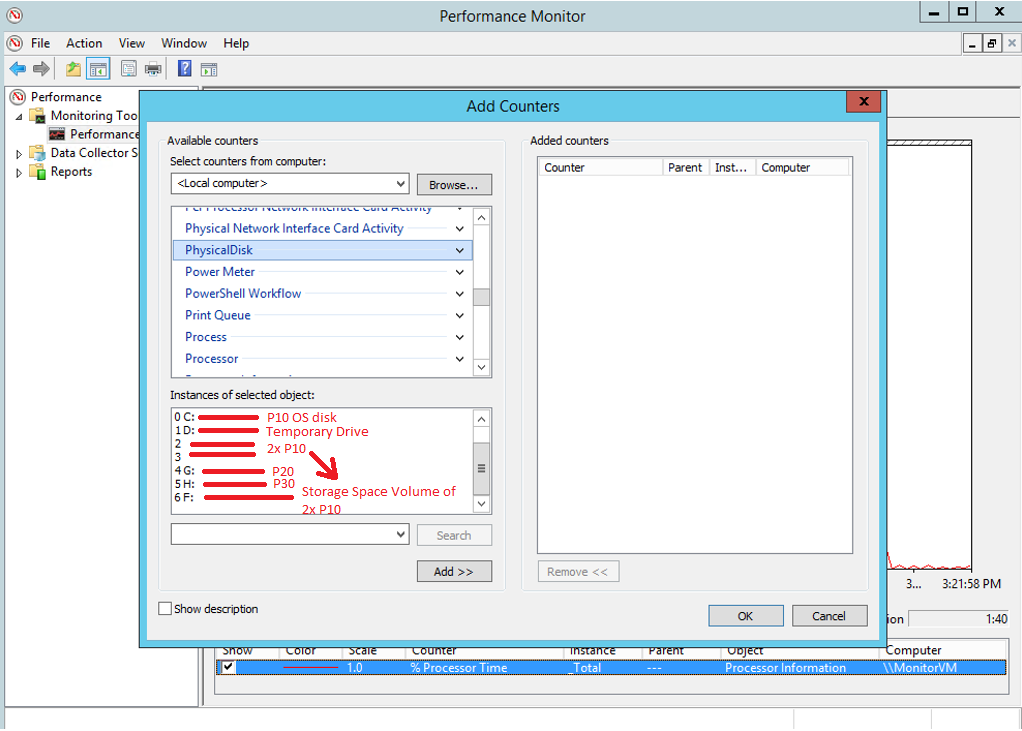 Performance Monitor
File Action View Window Help
Performance
Monitoring Too
Performance
Data Collector S
Reports
Add Counters
Available counters
Select counters from computer:
<Local computer>
Browse...
Physical Network Interface Card Activity
PhysicalDisk
Power Meter
PowerShell Workflow
Print Queue
Process
Processor
Instances of selected object:
0 C: P10 OS disk
1 D: Temporary Drive
2
3
2x P10
4 G: P20
5 H: P30
6 F: Storage Space Volume of
2x P10
Search
Add >>
Show description
Added counters
Counter Parent Inst... Computer
Remove <<
OK Cancel
3... 3:21:58 PM
ion 1:40
Show Color Scale Counter Instance Parent Object Computer
1.0 % Processor Time _Total --- Processor Information \\MonitorVM